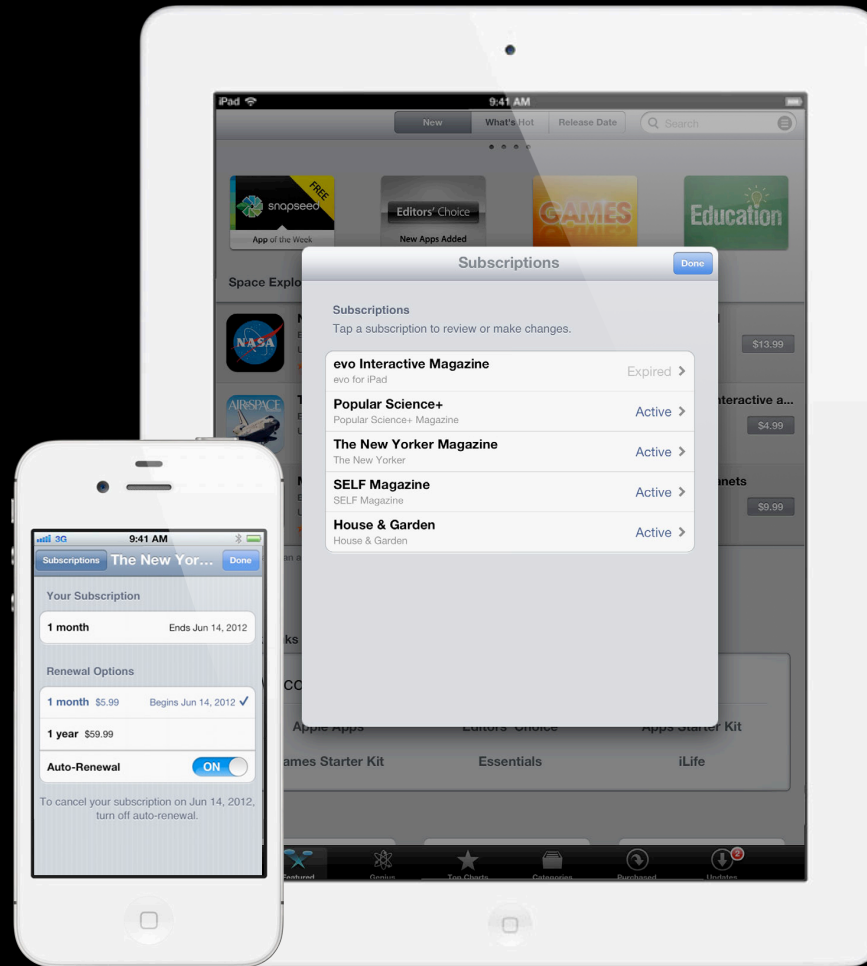 iPad
9:41 AM
New
What's Hot
Release Date
Search
snapseed
FREE
App of the Week
Editors' Choice
New Apps Added
GAMES
Education
Space Explo
NASA
$13.99
AIR&SPACE
nteractive a...
$4.99
anets
$9.99
Subscriptions
Done
Subscriptions
Tap a subscription to review or make changes.
evo Interactive Magazine
evo for iPad
Expired
Popular Science+
Popular Science+ Magazine
Active
The New Yorker Magazine
The New Yorker
Active
SELF Magazine
SELF Magazine
Active
House & Garden
House & Garden
Active
Apple Apps
Editors' Choice
Apps Starter Kit
ames Starter Kit
Essentials
iLife
Featured
Genius
Top Charts
Categories
Purchased
Updates
2
3G
9:41 AM
Subscriptions
The New Yor...
Done
Your Subscription
1 month
Ends Jun 14, 2012
Renewal Options
1 month $5.99
Begins Jun 14, 2012
1 year $59.99
Auto-Renewal
ON
To cancel your subscription on Jun 14, 2012,
turn off auto-renewal.